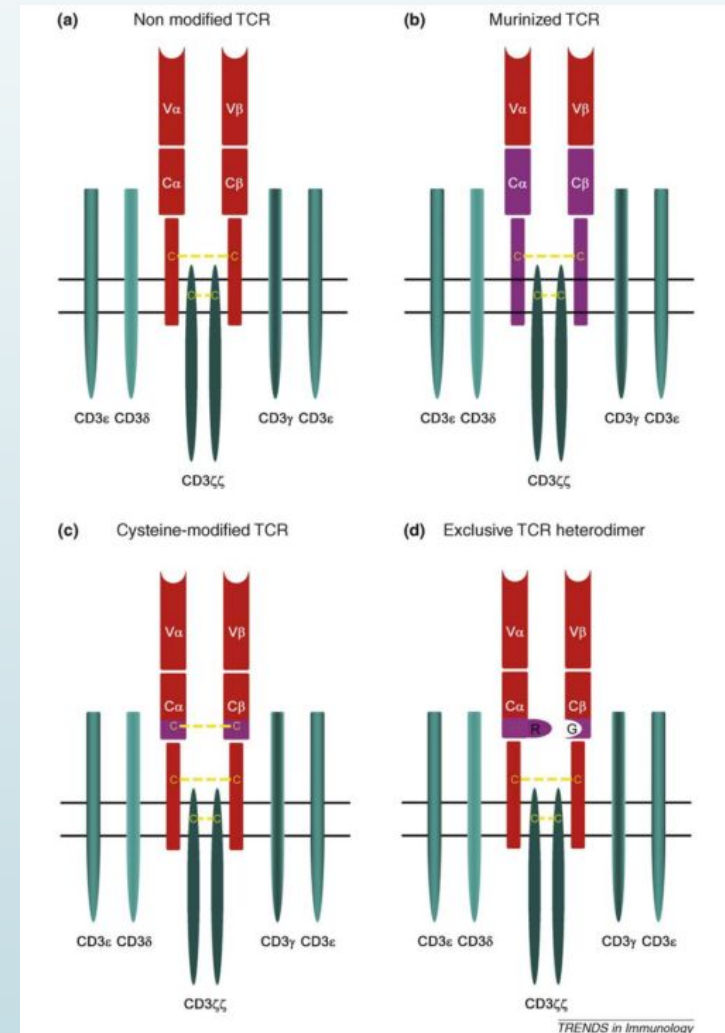 (a) Non modified TCR
Vα Vβ
Cα Cβ
C C
C C
CD3ε CD3δ CD3γ CD3ε
CD3ζζ
(b) Murinized TCR
Vα Vβ
Cα Cβ
C C
C C
CD3ε CD3δ CD3γ CD3ε
CD3ζζ
(c) Cysteine-modified TCR
Vα Vβ
Cα Cβ
C C
C C
C C
CD3ε CD3δ CD3γ CD3ε
CD3ζζ
(d) Exclusive TCR heterodimer
Vα Vβ
Cα Cβ
R G
C C
C C
CD3ε CD3δ CD3γ CD3ε
CD3ζζ
TRENDS in Immunology